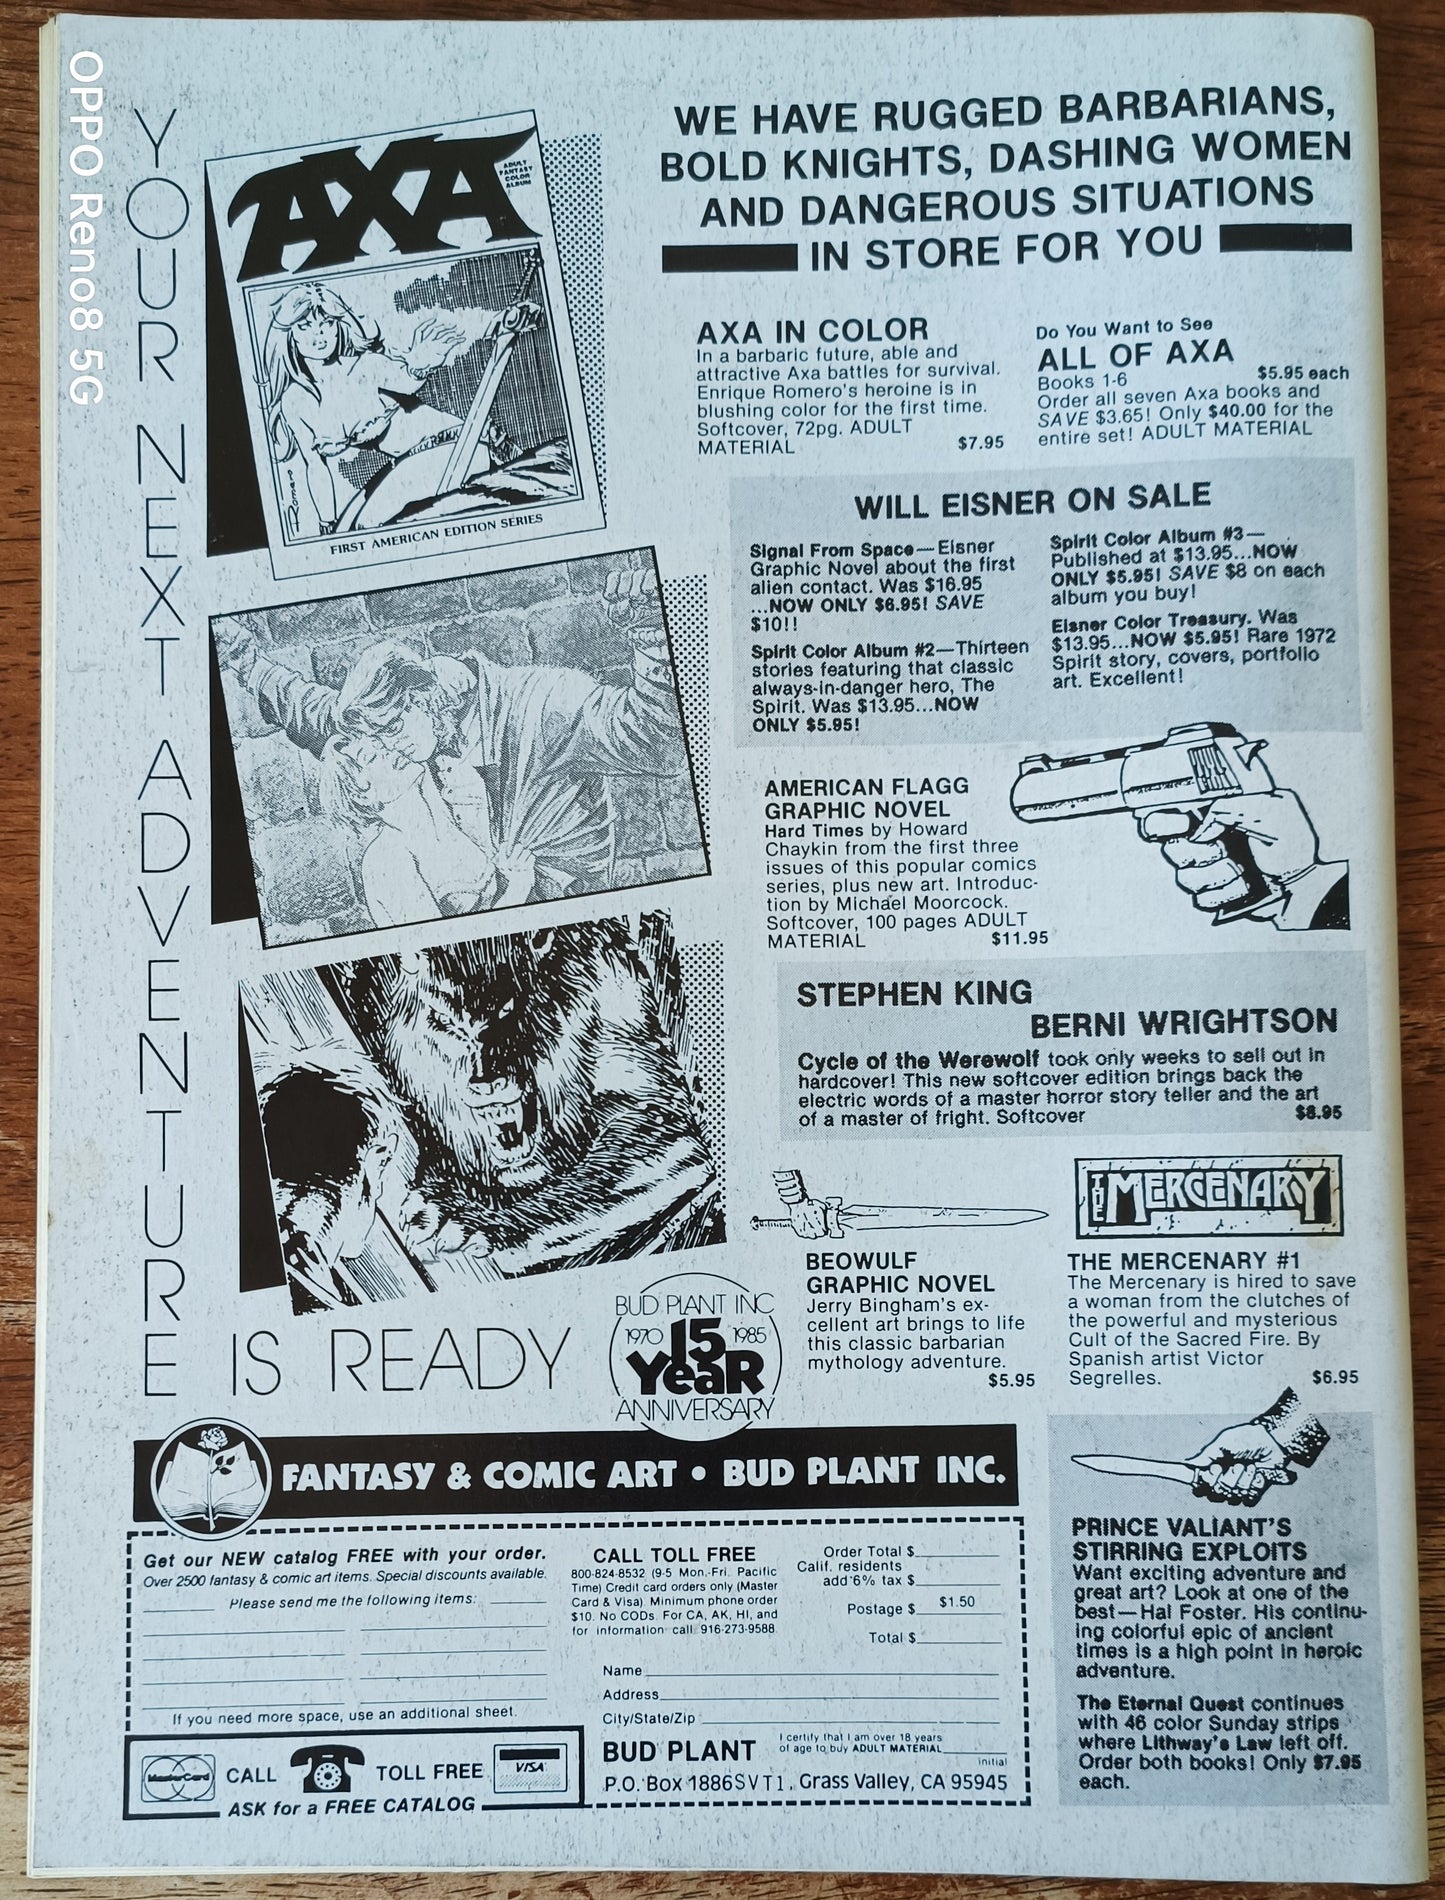 OPPO Reno8 5G
YOUR NEXT ADVENTURE
IS READY
AXA
ADULT
FANTASY
COLOR
ALBUM
Romero
FIRST AMERICAN EDITION SERIES
WE HAVE RUGGED BARBARIANS,
BOLD KNIGHTS, DASHING WOMEN
AND DANGEROUS SITUATIONS
IN STORE FOR YOU
AXA IN COLOR
In a barbaric future, able and
attractive Axa battles for survival.
Enrique Romero's heroine is in
blushing color for the first time.
Softcover, 72pg. ADULT
MATERIAL $7.95
Do You Want to See
ALL OF AXA
Books 1-6 $5.95 each
Order all seven Axa books and
SAVE $3.65! Only $40.00 for the
entire set! ADULT MATERIAL
WILL EISNER ON SALE
Signal From Space—Eisner
Graphic Novel about the first
alien contact. Was $16.95
...NOW ONLY $6.95! SAVE
$10!!
Spirit Color Album #2—Thirteen
stories featuring that classic
always-in-danger hero, The
Spirit. Was $13.95...NOW
ONLY $5.95!
Spirit Color Album #3—
Published at $13.95...NOW
ONLY $5.95! SAVE $8 on each
album you buy!
Eisner Color Treasury. Was
$13.95...NOW $5.95! Rare 1972
Spirit story, covers, portfolio
art. Excellent!
AMERICAN FLAGG
GRAPHIC NOVEL
Hard Times by Howard
Chaykin from the first three
issues of this popular comics
series, plus new art. Introduc-
tion by Michael Moorcock.
Softcover, 100 pages ADULT
MATERIAL $11.95
STEPHEN KING
BERNI WRIGHTSON
Cycle of the Werewolf took only weeks to sell out in
hardcover! This new softcover edition brings back the
electric words of a master horror story teller and the art
of a master of fright. Softcover $8.95
BEOWULF
GRAPHIC NOVEL
Jerry Bingham's ex-
cellent art brings to life
this classic barbarian
mythology adventure.
$5.95
THE MERCENARY
THE MERCENARY #1
The Mercenary is hired to save
a woman from the clutches of
the powerful and mysterious
Cult of the Sacred Fire. By
Spanish artist Victor
Segrelles. $6.95
BUD PLANT INC
1970 15 1985
YeaR
ANNIVERSARY
FANTASY & COMIC ART • BUD PLANT INC.
PRINCE VALIANT'S
STIRRING EXPLOITS
Want exciting adventure and
great art? Look at one of the
best—Hal Foster. His continu-
ing colorful epic of ancient
times is a high point in heroic
adventure.
The Eternal Quest continues
with 46 color Sunday strips
where Lithway's Law left off.
Order both books! Only $7.95
each.
Get our NEW catalog FREE with your order.
Over 2500 fantasy & comic art items. Special discounts available.
Please send me the following items:
If you need more space, use an additional sheet.
CALL TOLL FREE
800-824-8532 (9-5 Mon.-Fri. Pacific
Time) Credit card orders only (Master
Card & Visa). Minimum phone order
$10. No CODs. For CA, AK, HI, and
for information call 916-273-9588
Order Total $
Calif. residents
add 6% tax $
Postage $ $1.50
Total $
Name
Address
City/State/Zip
BUD PLANT
I certify that I am over 18 years
of age to buy ADULT MATERIAL
initial
P.O. Box 1886SVT1, Grass Valley, CA 95945
MasterCard
CALL TOLL FREE
VISA
ASK for a FREE CATALOG